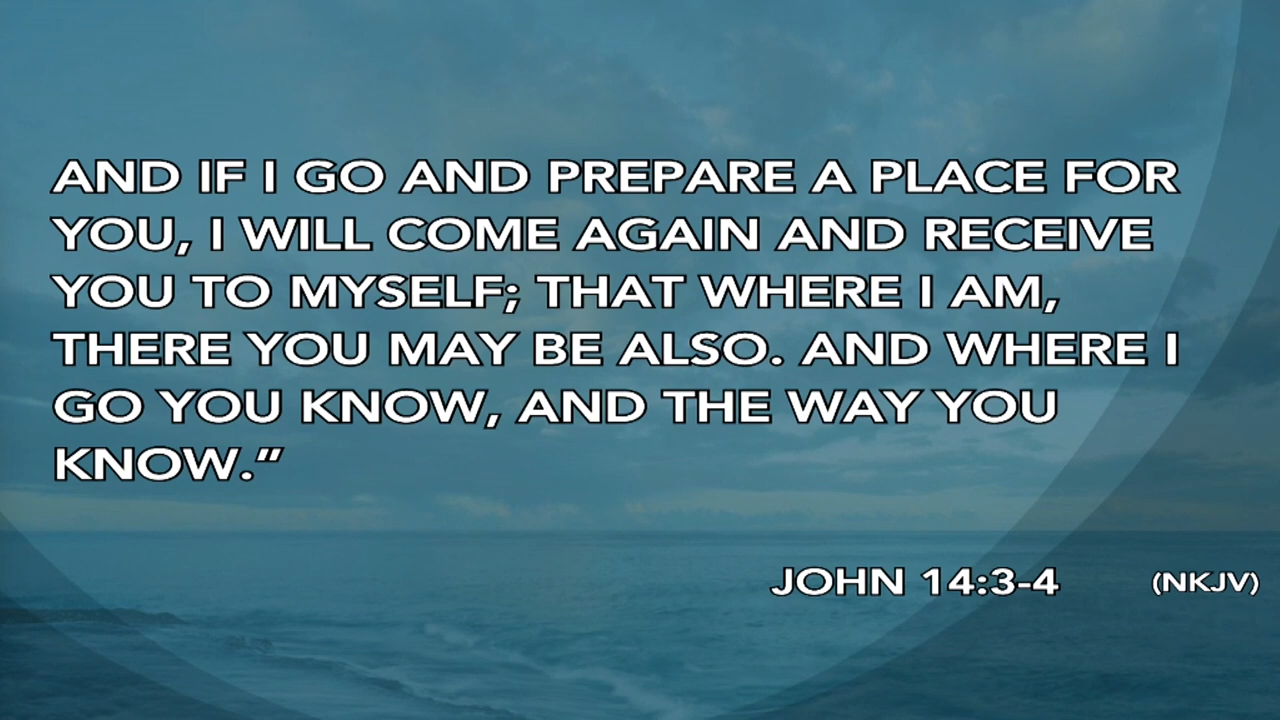 AND IF I GO AND PREPARE A PLACE FOR
YOU, I WILL COME AGAIN AND RECEIVE
YOU TO MYSELF; THAT WHERE I AM,
THERE YOU MAY BE ALSO. AND WHERE I
GO YOU KNOW, AND THE WAY YOU
KNOW.”
JOHN 14:3-4 (NKJV)